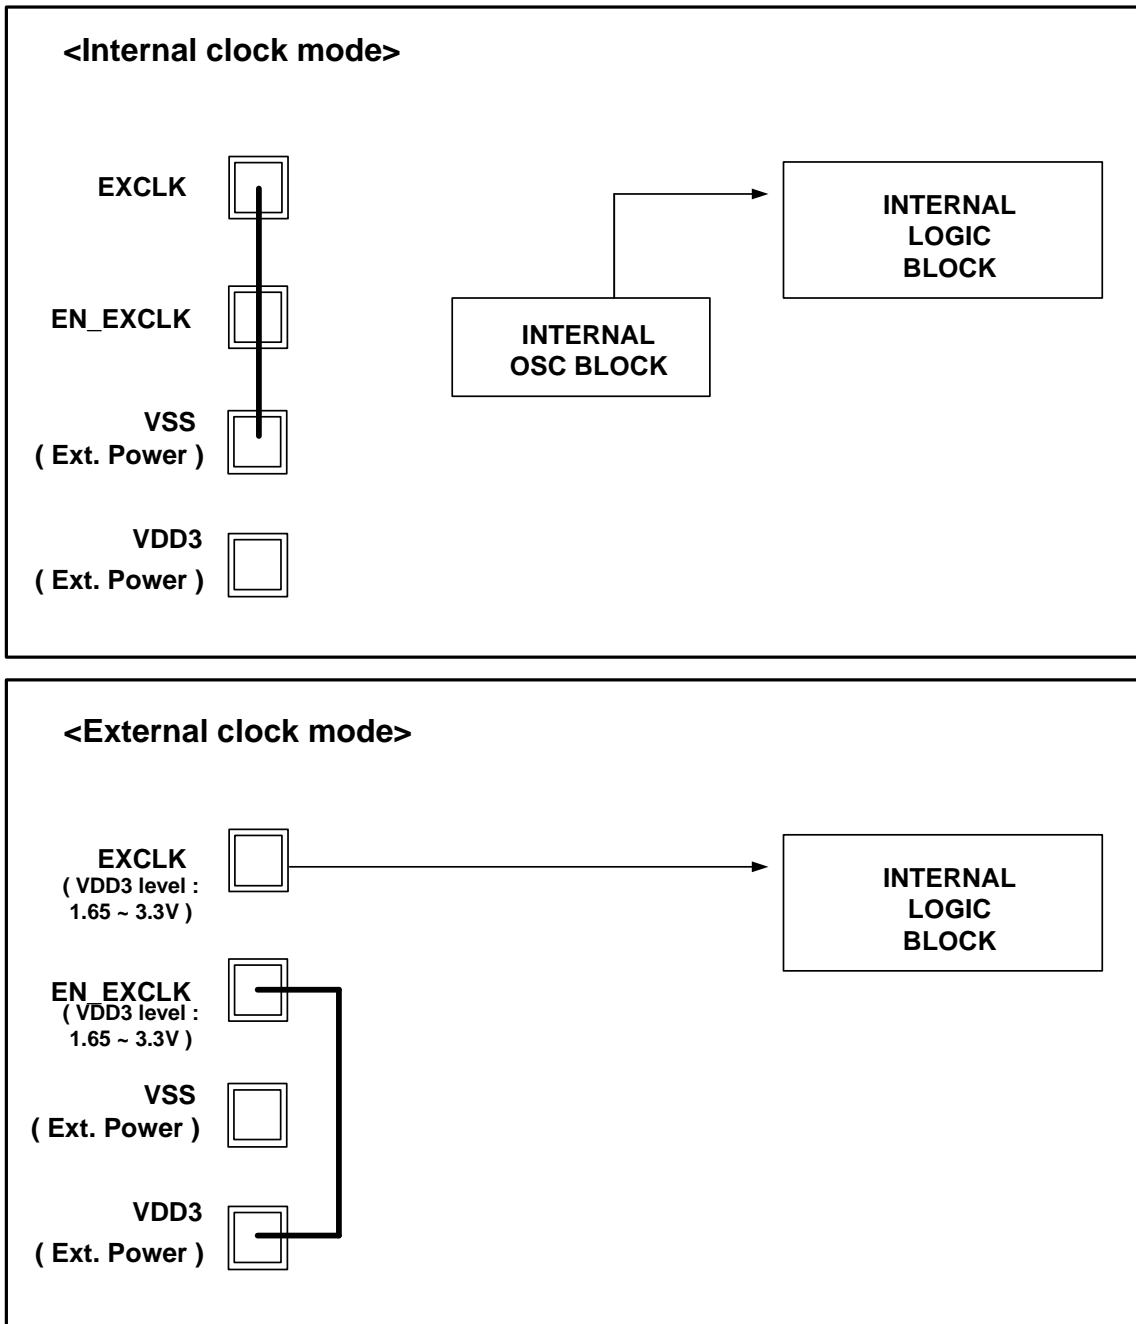 <Internal clock mode>
EXCLK
EN_EXCLK
VSS
( Ext. Power )
VDD3
( Ext. Power )
INTERNAL
OSC BLOCK
INTERNAL
LOGIC
BLOCK
<External clock mode>
EXCLK
( VDD3 level :
1.65 ~ 3.3V )
EN_EXCLK
( VDD3 level :
1.65 ~ 3.3V )
VSS
( Ext. Power )
VDD3
( Ext. Power )
INTERNAL
LOGIC
BLOCK